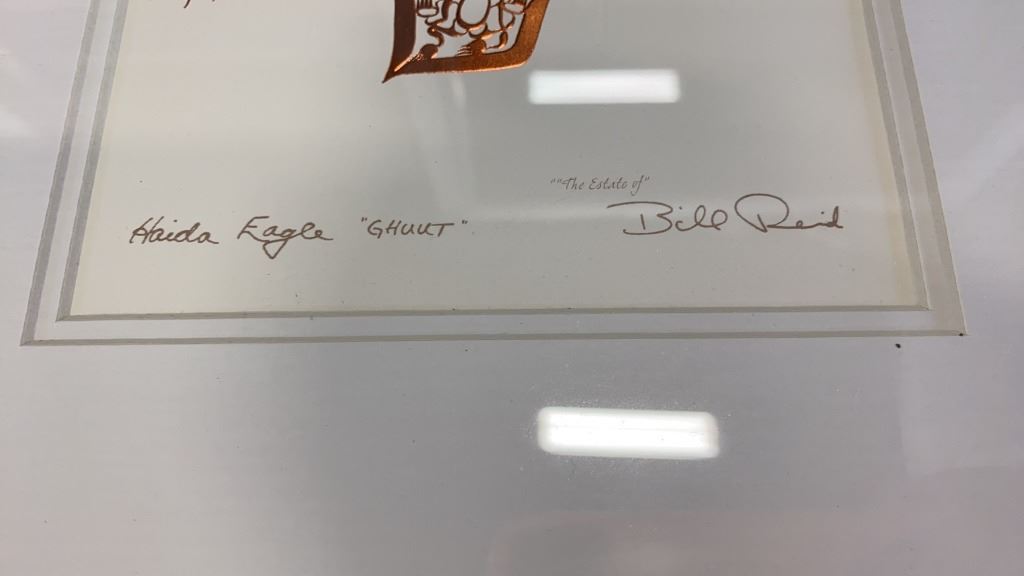 ""The Estate of"
Haida Eagle "GHUUT" Bill Reid